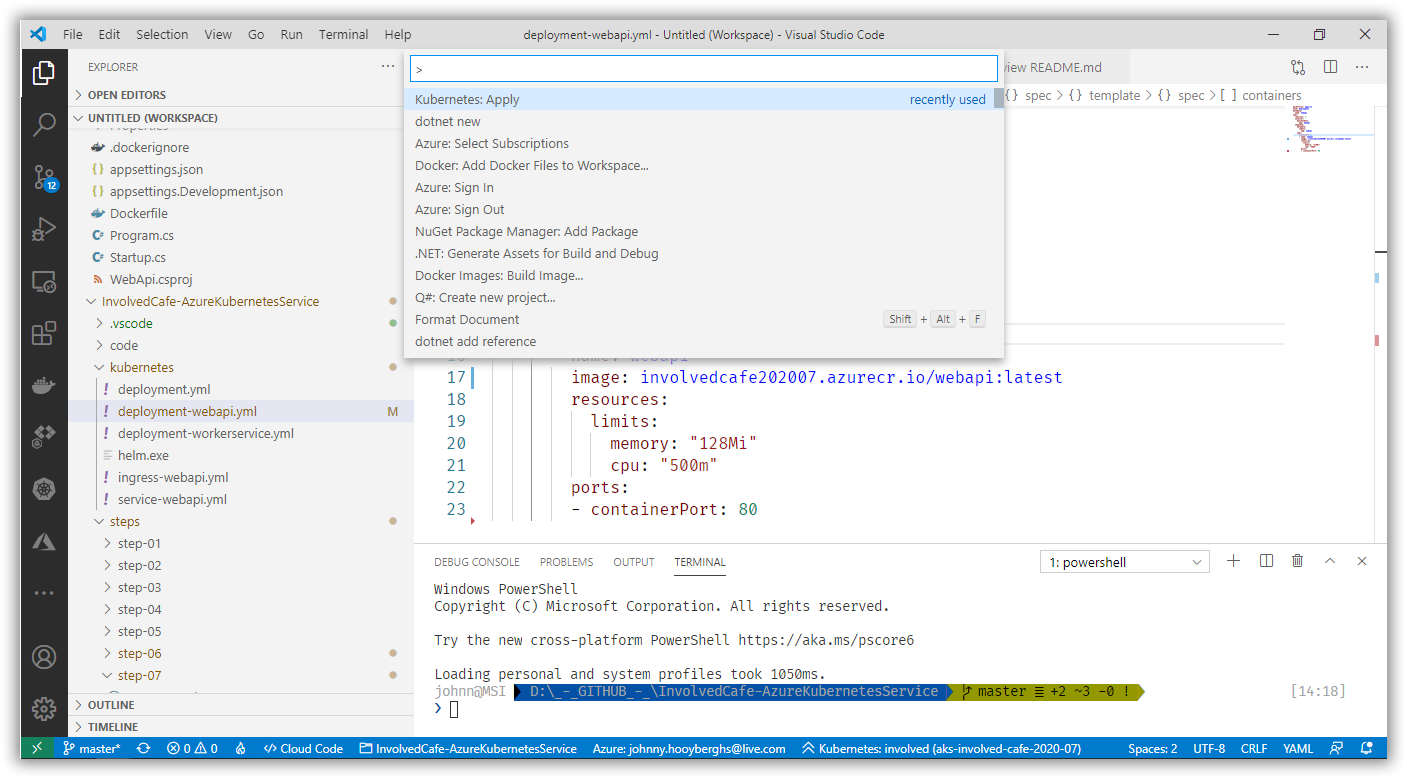 File Edit Selection View Go Run Terminal Help
deployment-webapi.yml - Untitled (Workspace) - Visual Studio Code
EXPLORER
OPEN EDITORS
UNTITLED (WORKSPACE)
Properties
.dockerignore
appsettings.json
appsettings.Development.json
Dockerfile
Program.cs
Startup.cs
WebApi.csproj
InvolvedCafe-AzureKubernetesService
.vscode
code
kubernetes
deployment.yml
deployment-webapi.yml M
deployment-workerservice.yml
helm.exe
ingress-webapi.yml
service-webapi.yml
steps
step-01
step-02
step-03
step-04
step-05
step-06
step-07
OUTLINE
TIMELINE
12
>
Kubernetes: Apply recently used
dotnet new
Azure: Select Subscriptions
Docker: Add Docker Files to Workspace...
Azure: Sign In
Azure: Sign Out
NuGet Package Manager: Add Package
.NET: Generate Assets for Build and Debug
Docker Images: Build Image...
Q#: Create new project...
Format Document Shift + Alt + F
dotnet add reference
view README.md
{ } spec > { } template > { } spec > [ ] containers
16 name: webapi
17 image: involvedcafe202007.azurecr.io/webapi:latest
18 resources:
19 limits:
20 memory: "128Mi"
21 cpu: "500m"
22 ports:
23 - containerPort: 80
DEBUG CONSOLE PROBLEMS OUTPUT TERMINAL
1: powershell
Windows PowerShell
Copyright (C) Microsoft Corporation. All rights reserved.
Try the new cross-platform PowerShell https://aka.ms/pscore6
Loading personal and system profiles took 1050ms.
johnn@MSI D:\_-_GITHUB_-_\InvolvedCafe-AzureKubernetesService master ≡ +2 ~3 -0 ! [14:18]
❯
master* 0 0 Cloud Code InvolvedCafe-AzureKubernetesService Azure: johnny.hooyberghs@live.com Kubernetes: involved (aks-involved-cafe-2020-07) Spaces: 2 UTF-8 CRLF YAML